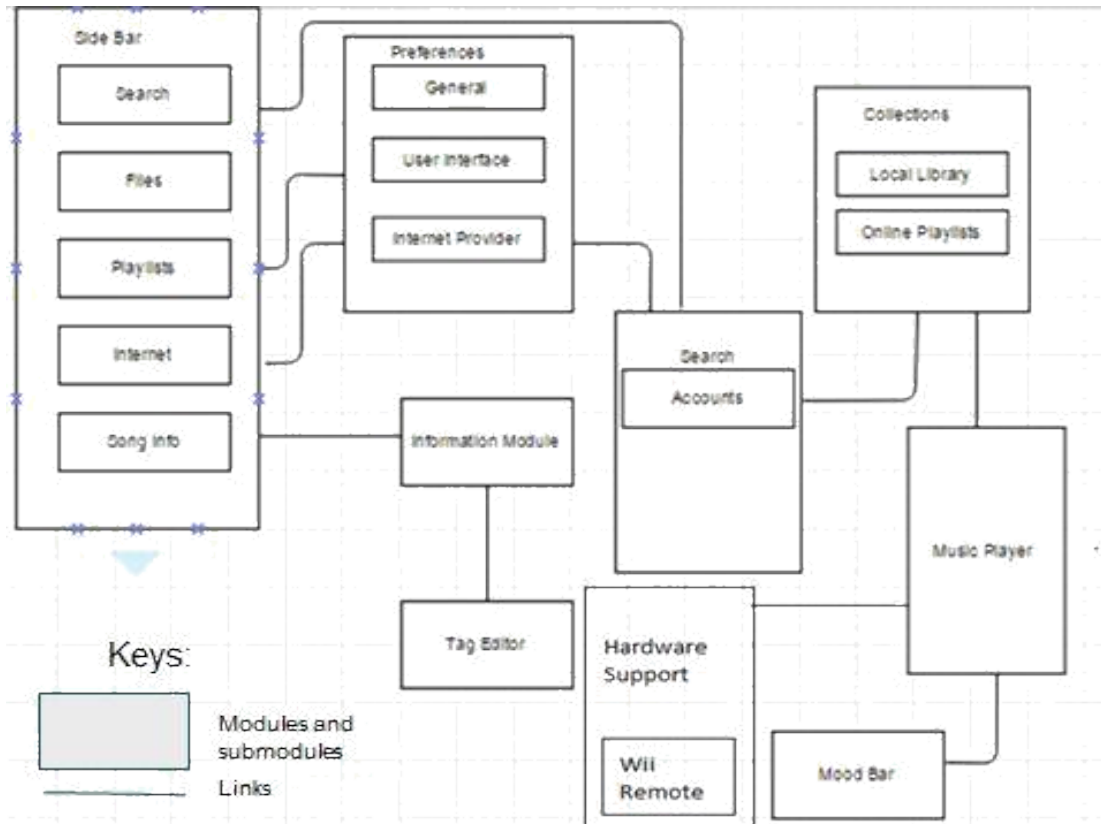 Side Bar
Search
Files
Playlists
Internet
Song Info
Preferences
General
User Interface
Internet Provider
Collections
Local Library
Online Playlists
Search
Accounts
Information Module
Tag Editor
Music Player
Hardware
Support
Wii
Remote
Mood Bar
Keys:
Modules and
submodules
Links